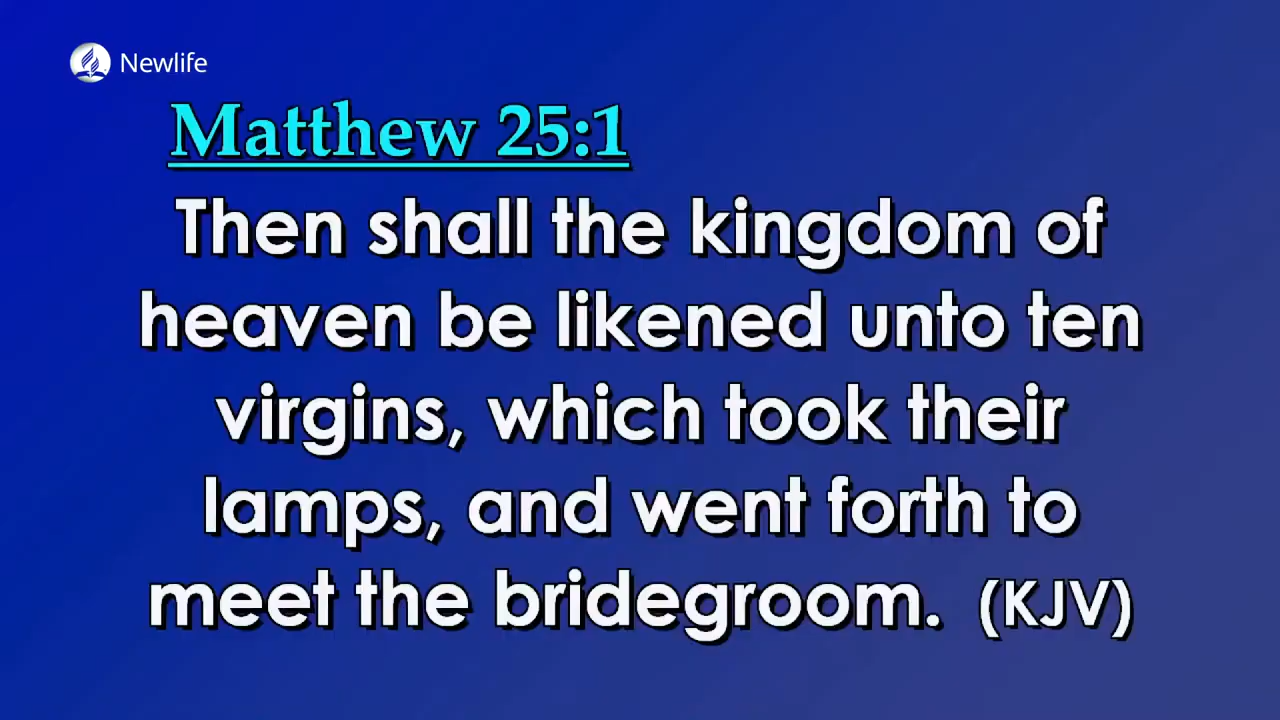 Newlife
Matthew 25:1
Then shall the kingdom of
heaven be likened unto ten
virgins, which took their
lamps, and went forth to
meet the bridegroom. (KJV)